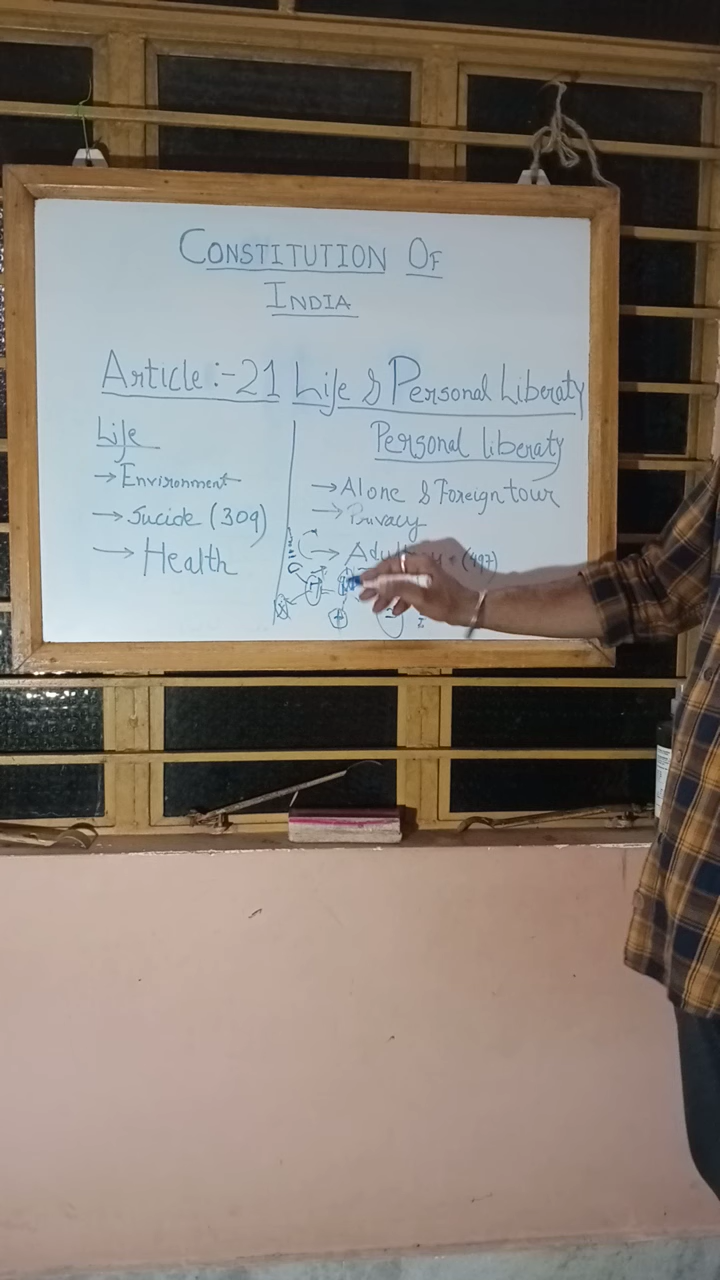 CONSTITUTION OF
INDIA
Article :- 21 Life & Personal Liberaty
Life
→ Environment
→ Sucide (309)
→ Health
Personal liberaty
→ Alone & Foreign tour
→ Privacy
→ (497)